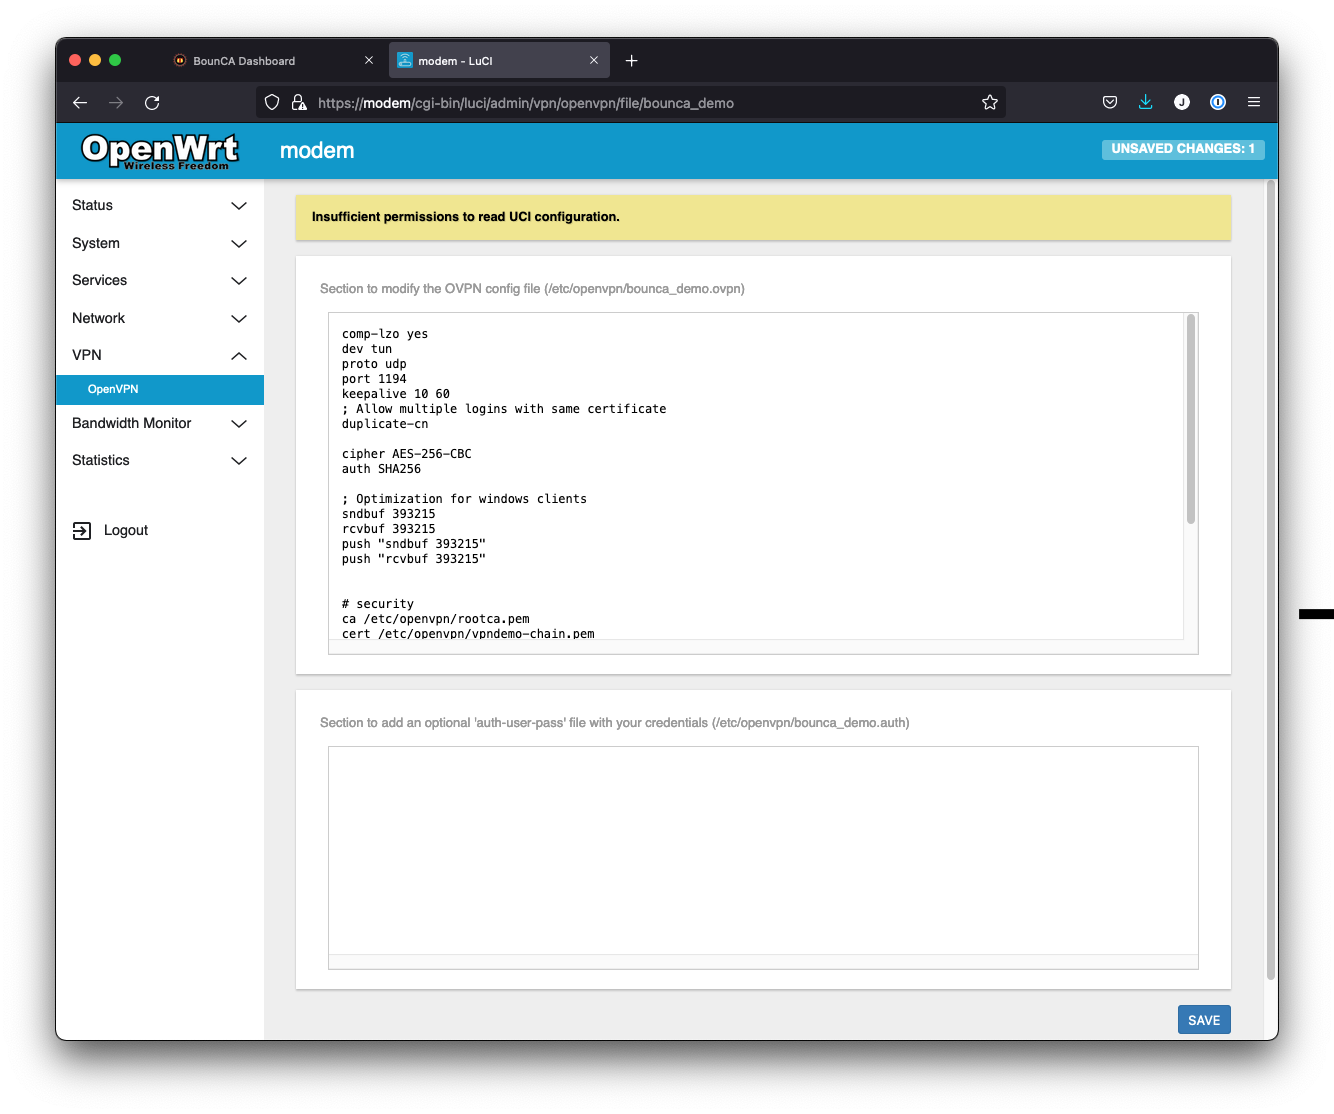 BounCA Dashboard
modem - LuCI
https://modem/cgi-bin/luci/admin/vpn/openvpn/file/bounca_demo
J
OpenWrt
Wireless Freedom
modem
UNSAVED CHANGES: 1
Status
System
Services
Network
VPN
OpenVPN
Bandwidth Monitor
Statistics
Logout
Insufficient permissions to read UCI configuration.
Section to modify the OVPN config file (/etc/openvpn/bounca_demo.ovpn)
comp-lzo yes
dev tun
proto udp
port 1194
keepalive 10 60
; Allow multiple logins with same certificate
duplicate-cn
cipher AES-256-CBC
auth SHA256
; Optimization for windows clients
sndbuf 393215
rcvbuf 393215
push "sndbuf 393215"
push "rcvbuf 393215"
# security
ca /etc/openvpn/rootca.pem
cert /etc/openvpn/vpndemo-chain.pem
Section to add an optional 'auth-user-pass' file with your credentials (/etc/openvpn/bounca_demo.auth)
SAVE